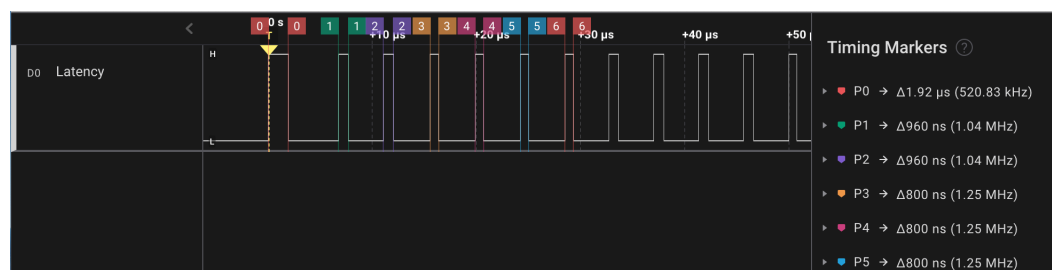 0 0 s 0 1 1 2 2 3 3 4 4 5 5 6 6
+10 µs +20 µs +30 µs +40 µs +50
H
D0 Latency
L
Timing Markers ?
P0 → Δ1.92 µs (520.83 kHz)
P1 → Δ960 ns (1.04 MHz)
P2 → Δ960 ns (1.04 MHz)
P3 → Δ800 ns (1.25 MHz)
P4 → Δ800 ns (1.25 MHz)
P5 → Δ800 ns (1.25 MHz)